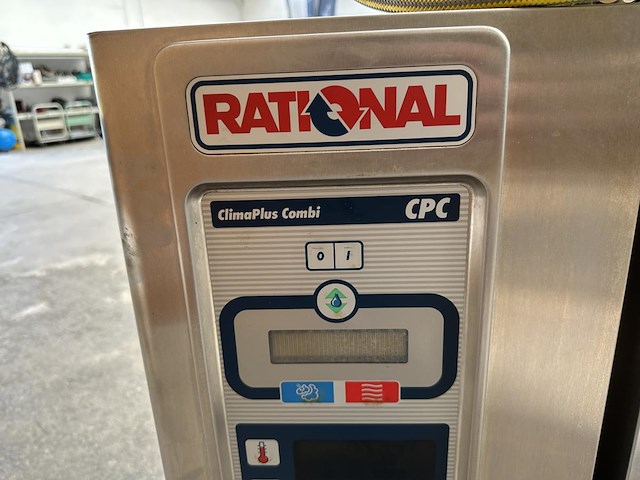 RATIONAL
ClimaPlus Combi CPC
0 I